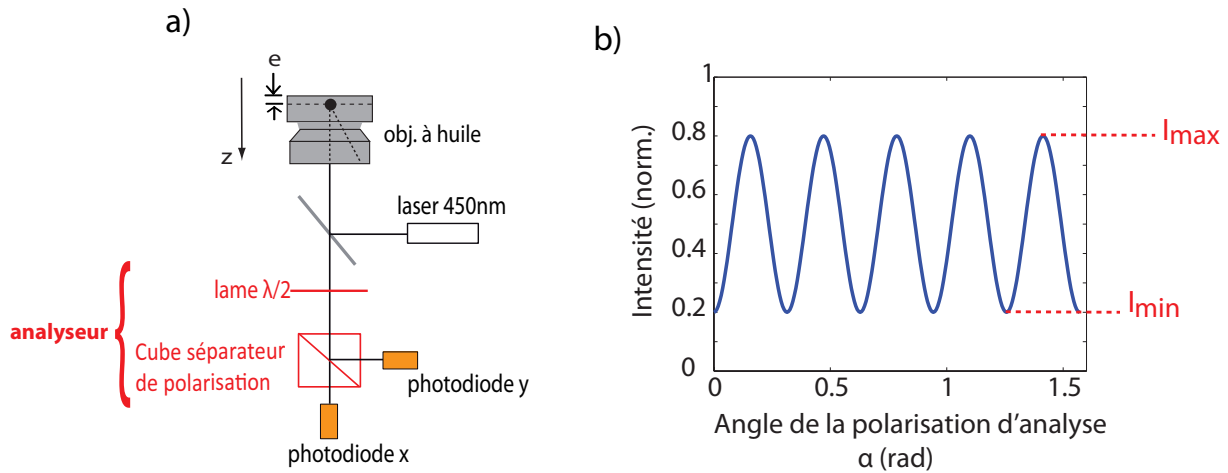 a)
e
z
obj. à huile
laser 450nm
lame λ/2
analyseur
Cube séparateur
de polarisation
photodiode y
photodiode x
b)
1
0.8
0.6
0.4
0.2
0
Intensité (norm.)
Imax
Imin
0
0.5
1
1.5
Angle de la polarisation d'analyse
α (rad)